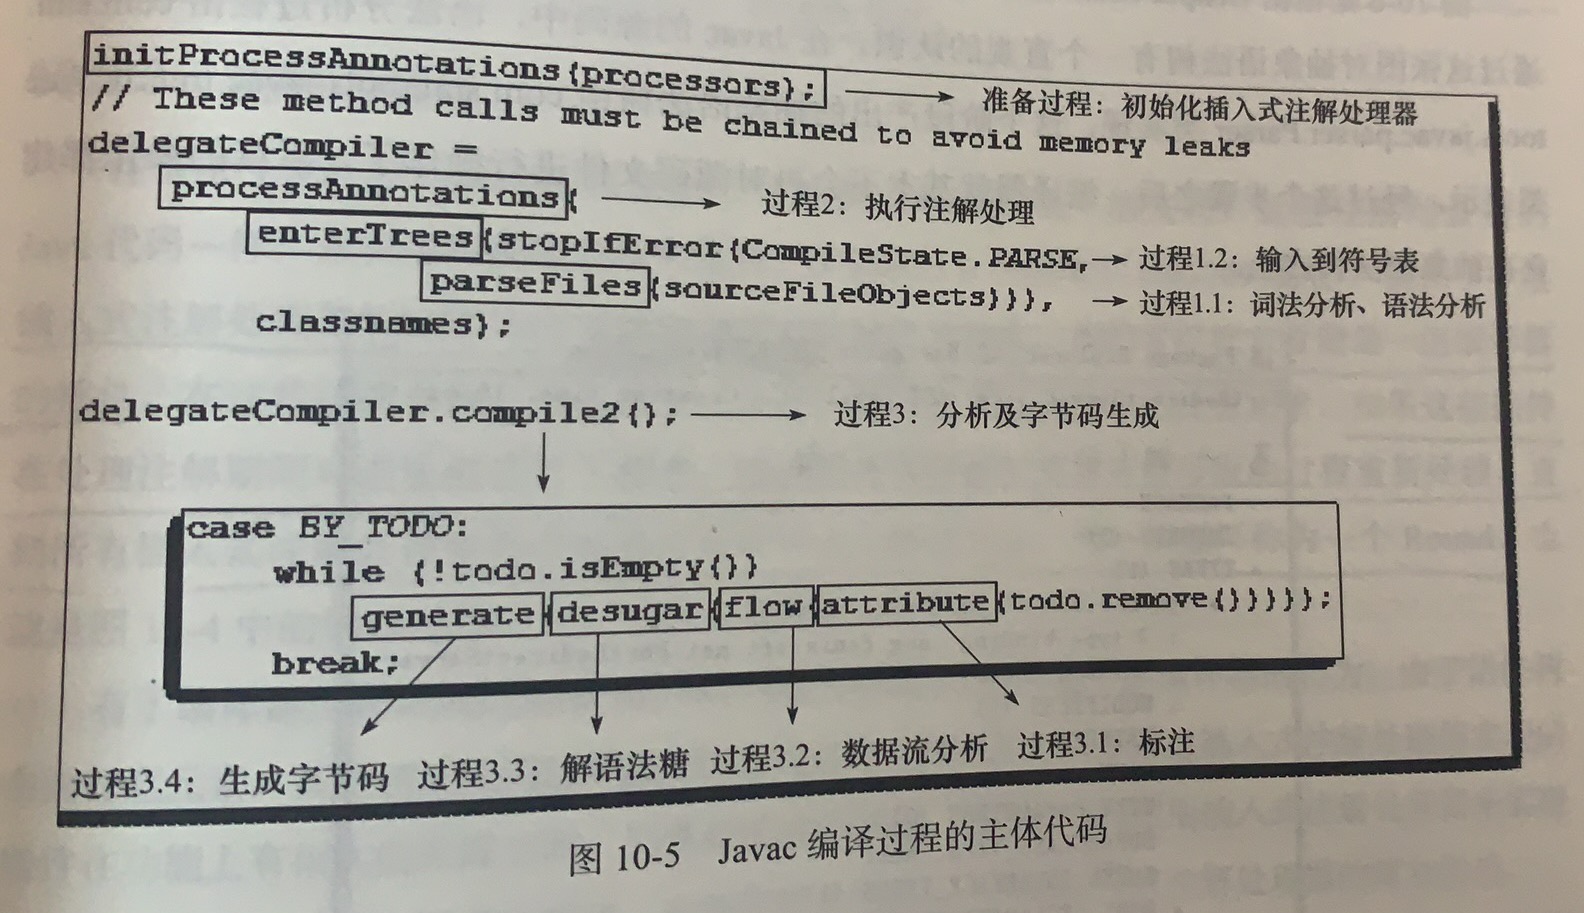 initProcessAnnotations(processors); 准备过程：初始化插入式注解处理器
// These method calls must be chained to avoid memory leaks
delegateCompiler =
processAnnotations( 过程2：执行注解处理
enterTrees(stopIfError(CompileState.PARSE, 过程1.2：输入到符号表
parseFiles(sourceFileObjects))), 过程1.1：词法分析、语法分析
classnames);
delegateCompiler.compile2(); 过程3：分析及字节码生成
case BY_TODO:
while (!todo.isEmpty())
generate(desugar(flow(attribute(todo.remove()))));
break;
过程3.4：生成字节码 过程3.3：解语法糖 过程3.2：数据流分析 过程3.1：标注
图 10-5 Javac 编译过程的主体代码